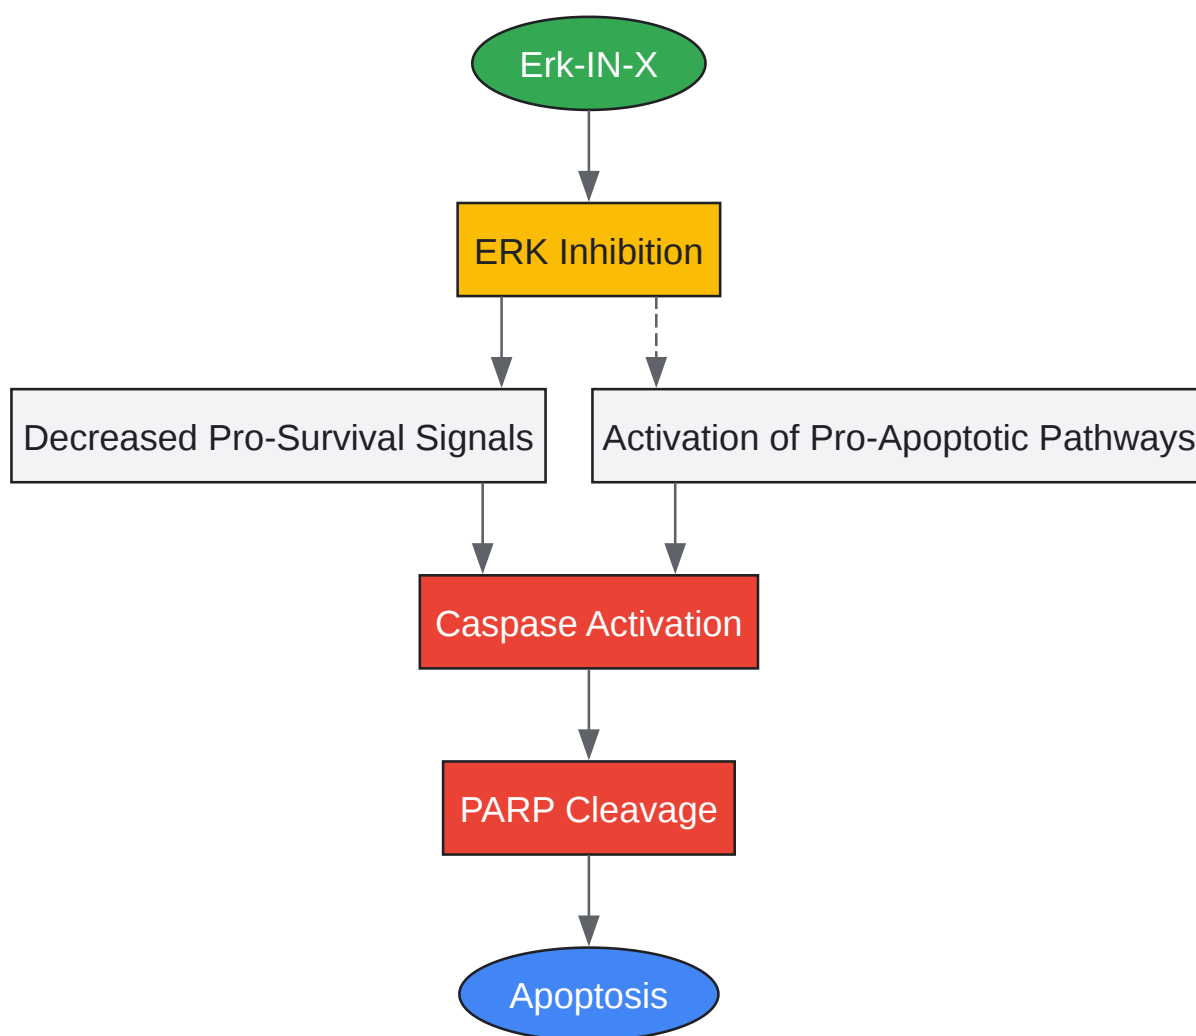 Erk-IN-X
ERK Inhibition
Decreased Pro-Survival Signals
Activation of Pro-Apoptotic Pathways
Caspase Activation
PARP Cleavage
Apoptosis